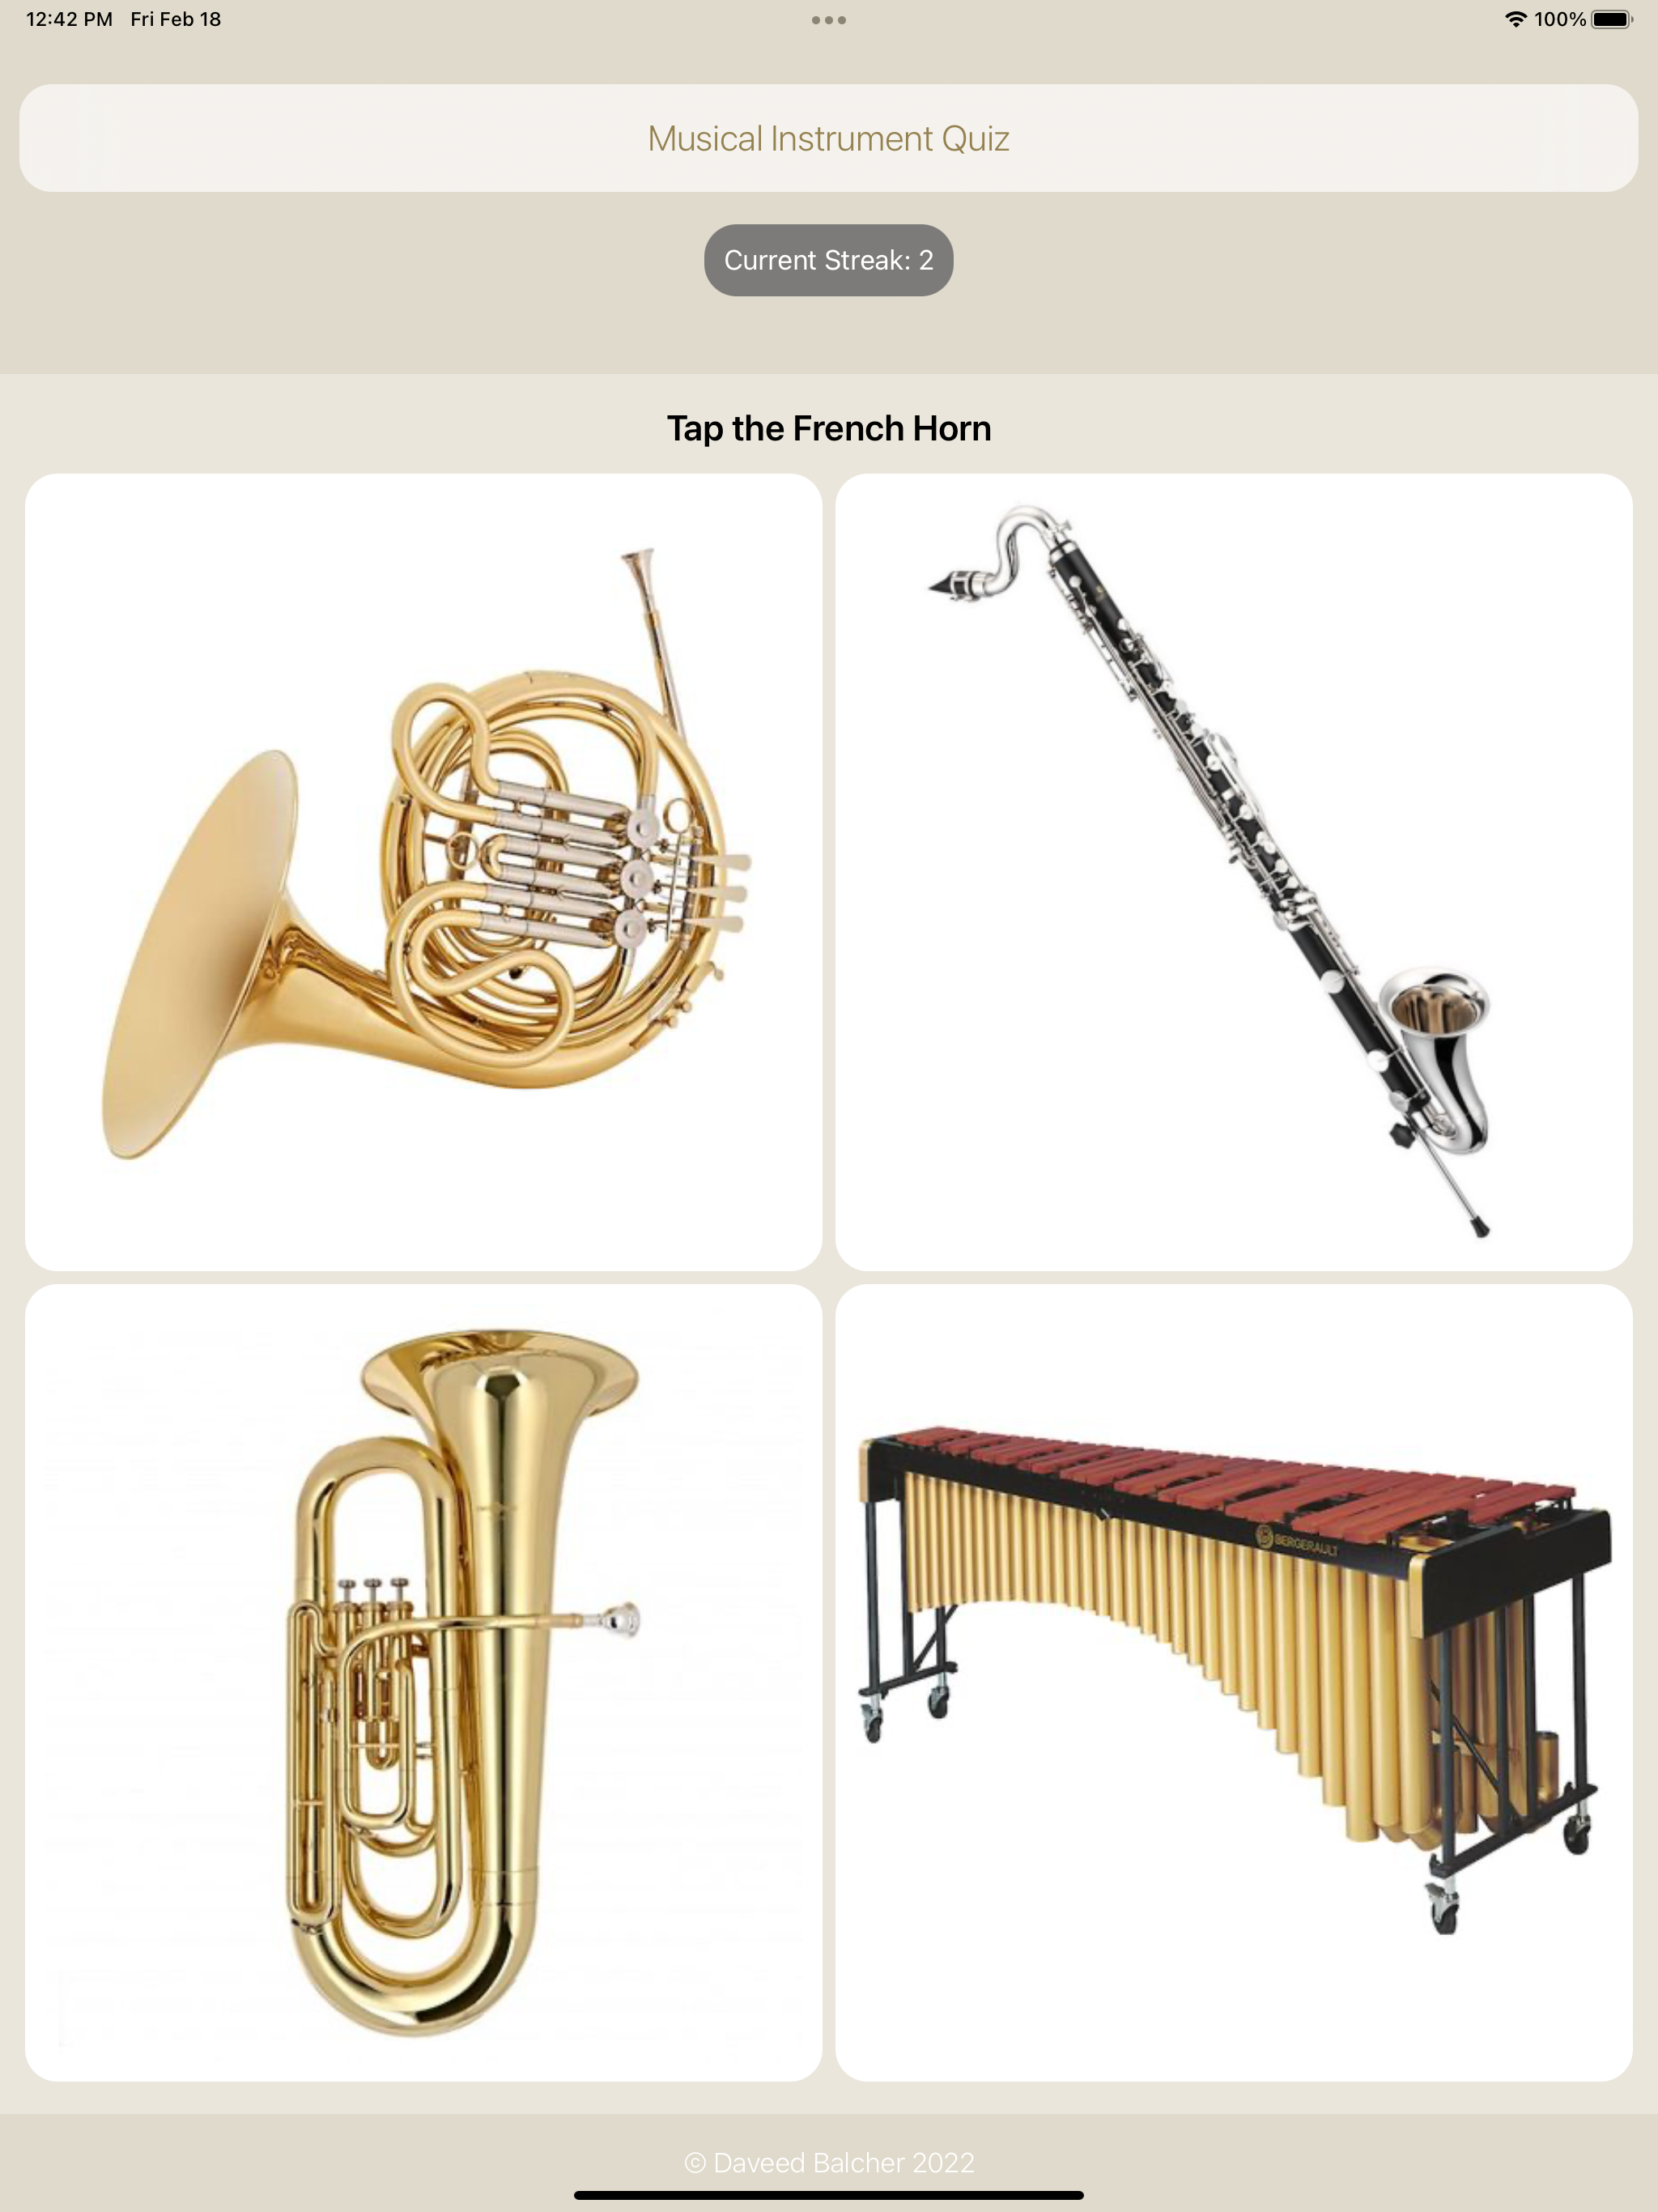 12:42 PM Fri Feb 18
100%
Musical Instrument Quiz
Current Streak: 2
Tap the French Horn
BERGERAULT
© Daveed Balcher 2022